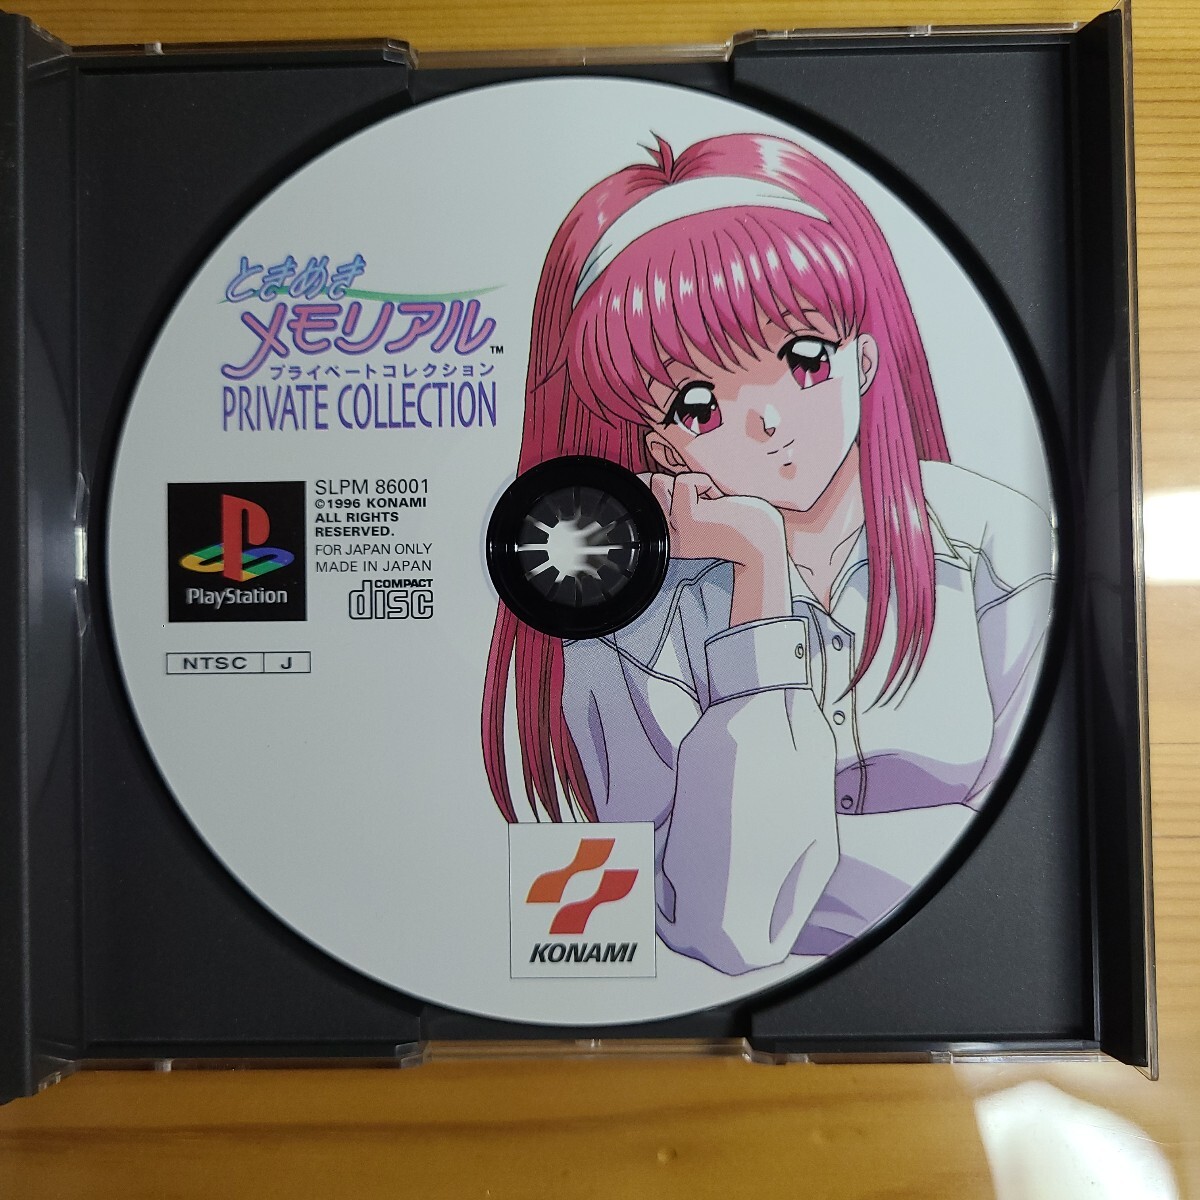 ときめき
メモリアル™
プライベートコレクション
PRIVATE COLLECTION
SLPM 86001
©1996 KONAMI
ALL RIGHTS
RESERVED.
FOR JAPAN ONLY
MADE IN JAPAN
PlayStation
COMPACT
disc
NTSC J
KONAMI